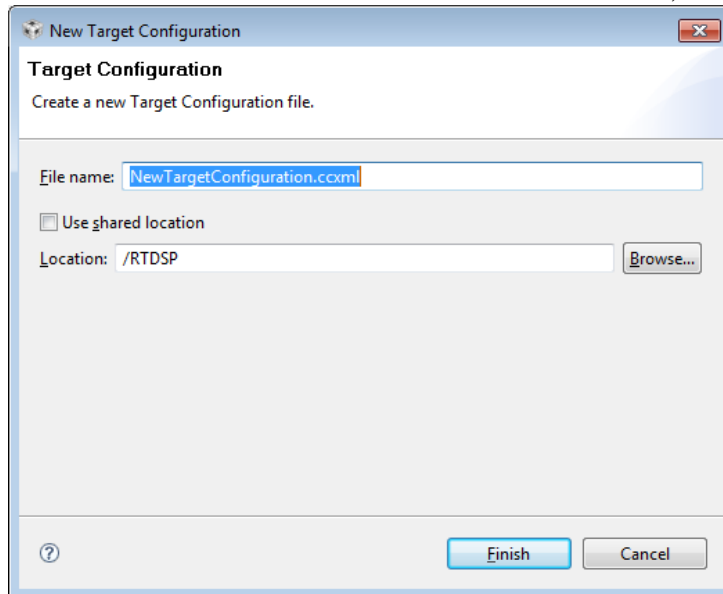 New Target Configuration
Target Configuration
Create a new Target Configuration file.
File name: NewTargetConfiguration.ccxml
Use shared location
Location: /RTDSP Browse...
? Finish Cancel